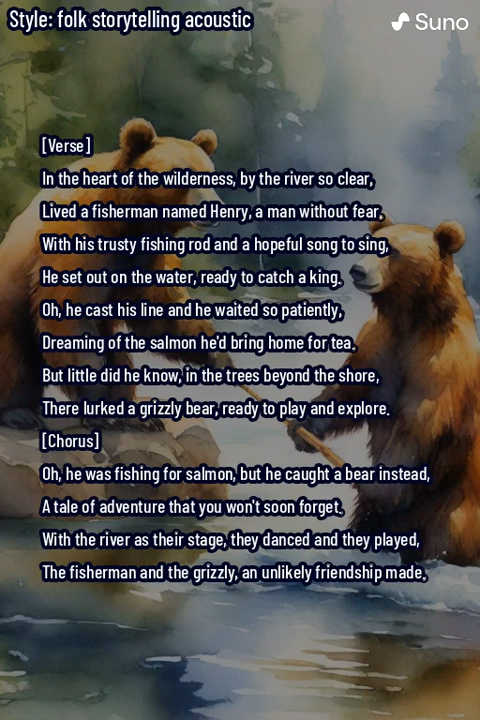 Style: folk storytelling acoustic
Suno
[Verse]
In the heart of the wilderness, by the river so clear,
Lived a fisherman named Henry, a man without fear.
With his trusty fishing rod and a hopeful song to sing,
He set out on the water, ready to catch a king.
Oh, he cast his line and he waited so patiently,
Dreaming of the salmon he'd bring home for tea.
But little did he know, in the trees beyond the shore,
There lurked a grizzly bear, ready to play and explore.
[Chorus]
Oh, he was fishing for salmon, but he caught a bear instead,
A tale of adventure that you won't soon forget.
With the river as their stage, they danced and they played,
The fisherman and the grizzly, an unlikely friendship made.